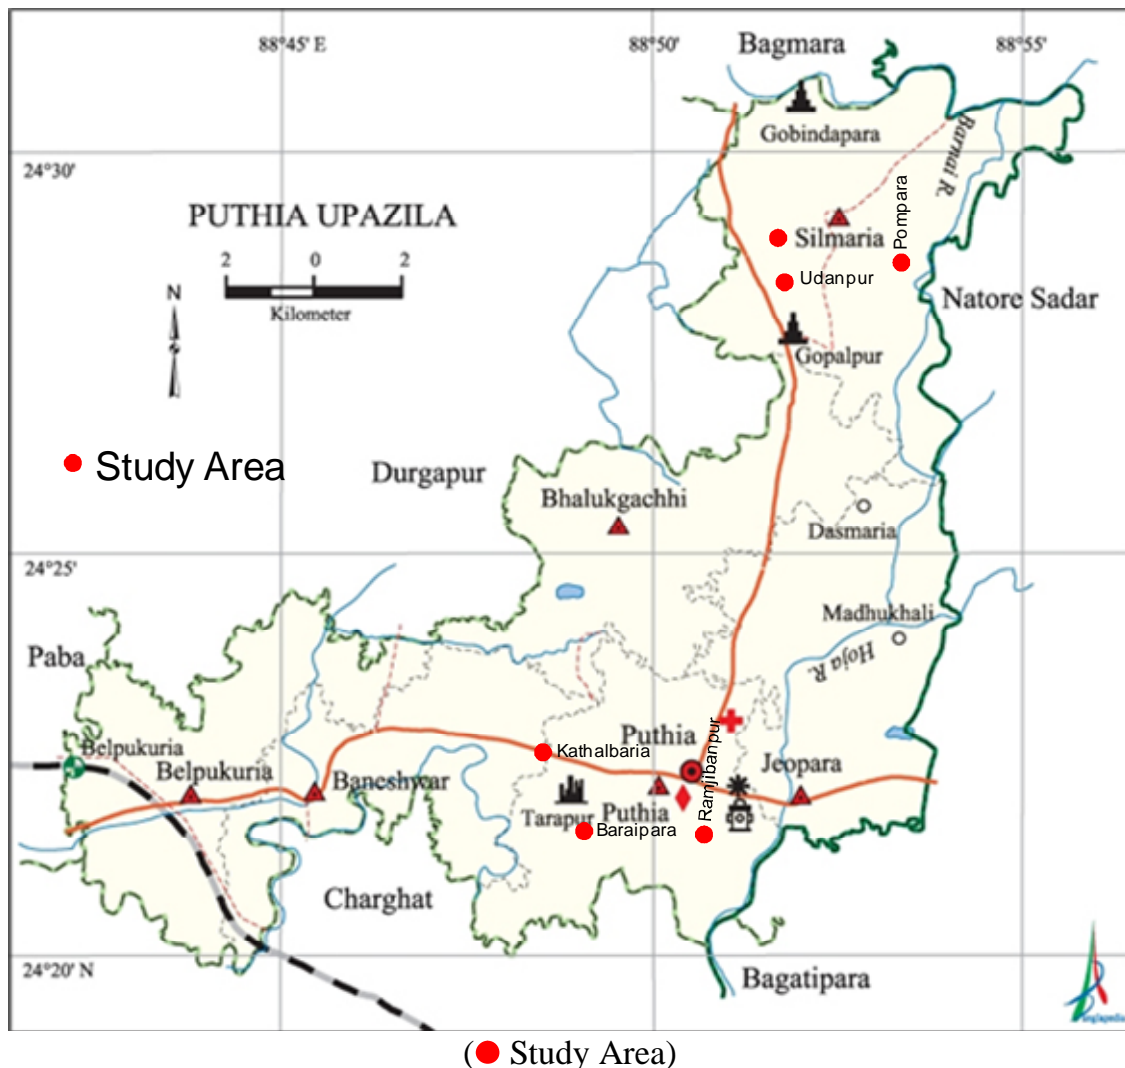 88°45' E
88°50'
88°55'
Bagmara
Gobindapara
Barnai R.
24°30'
PUTHIA UPAZILA
2 0 2
Kilometer
N
Silmaria
Pompara
Udanpur
Natore Sadar
Gopalpur
Study Area
Durgapur
Bhalukgachhi
Dasmaria
24°25'
Madhukhali
Hoja R.
Paba
Puthia
Ramjibanpur
Belpukuria
Kathalbaria
Belpukuria
Baneshwar
Jeopara
Tarapur
Puthia
Baraipara
Charghat
24°20' N
Bagatipara
Banglapedia
( Study Area)